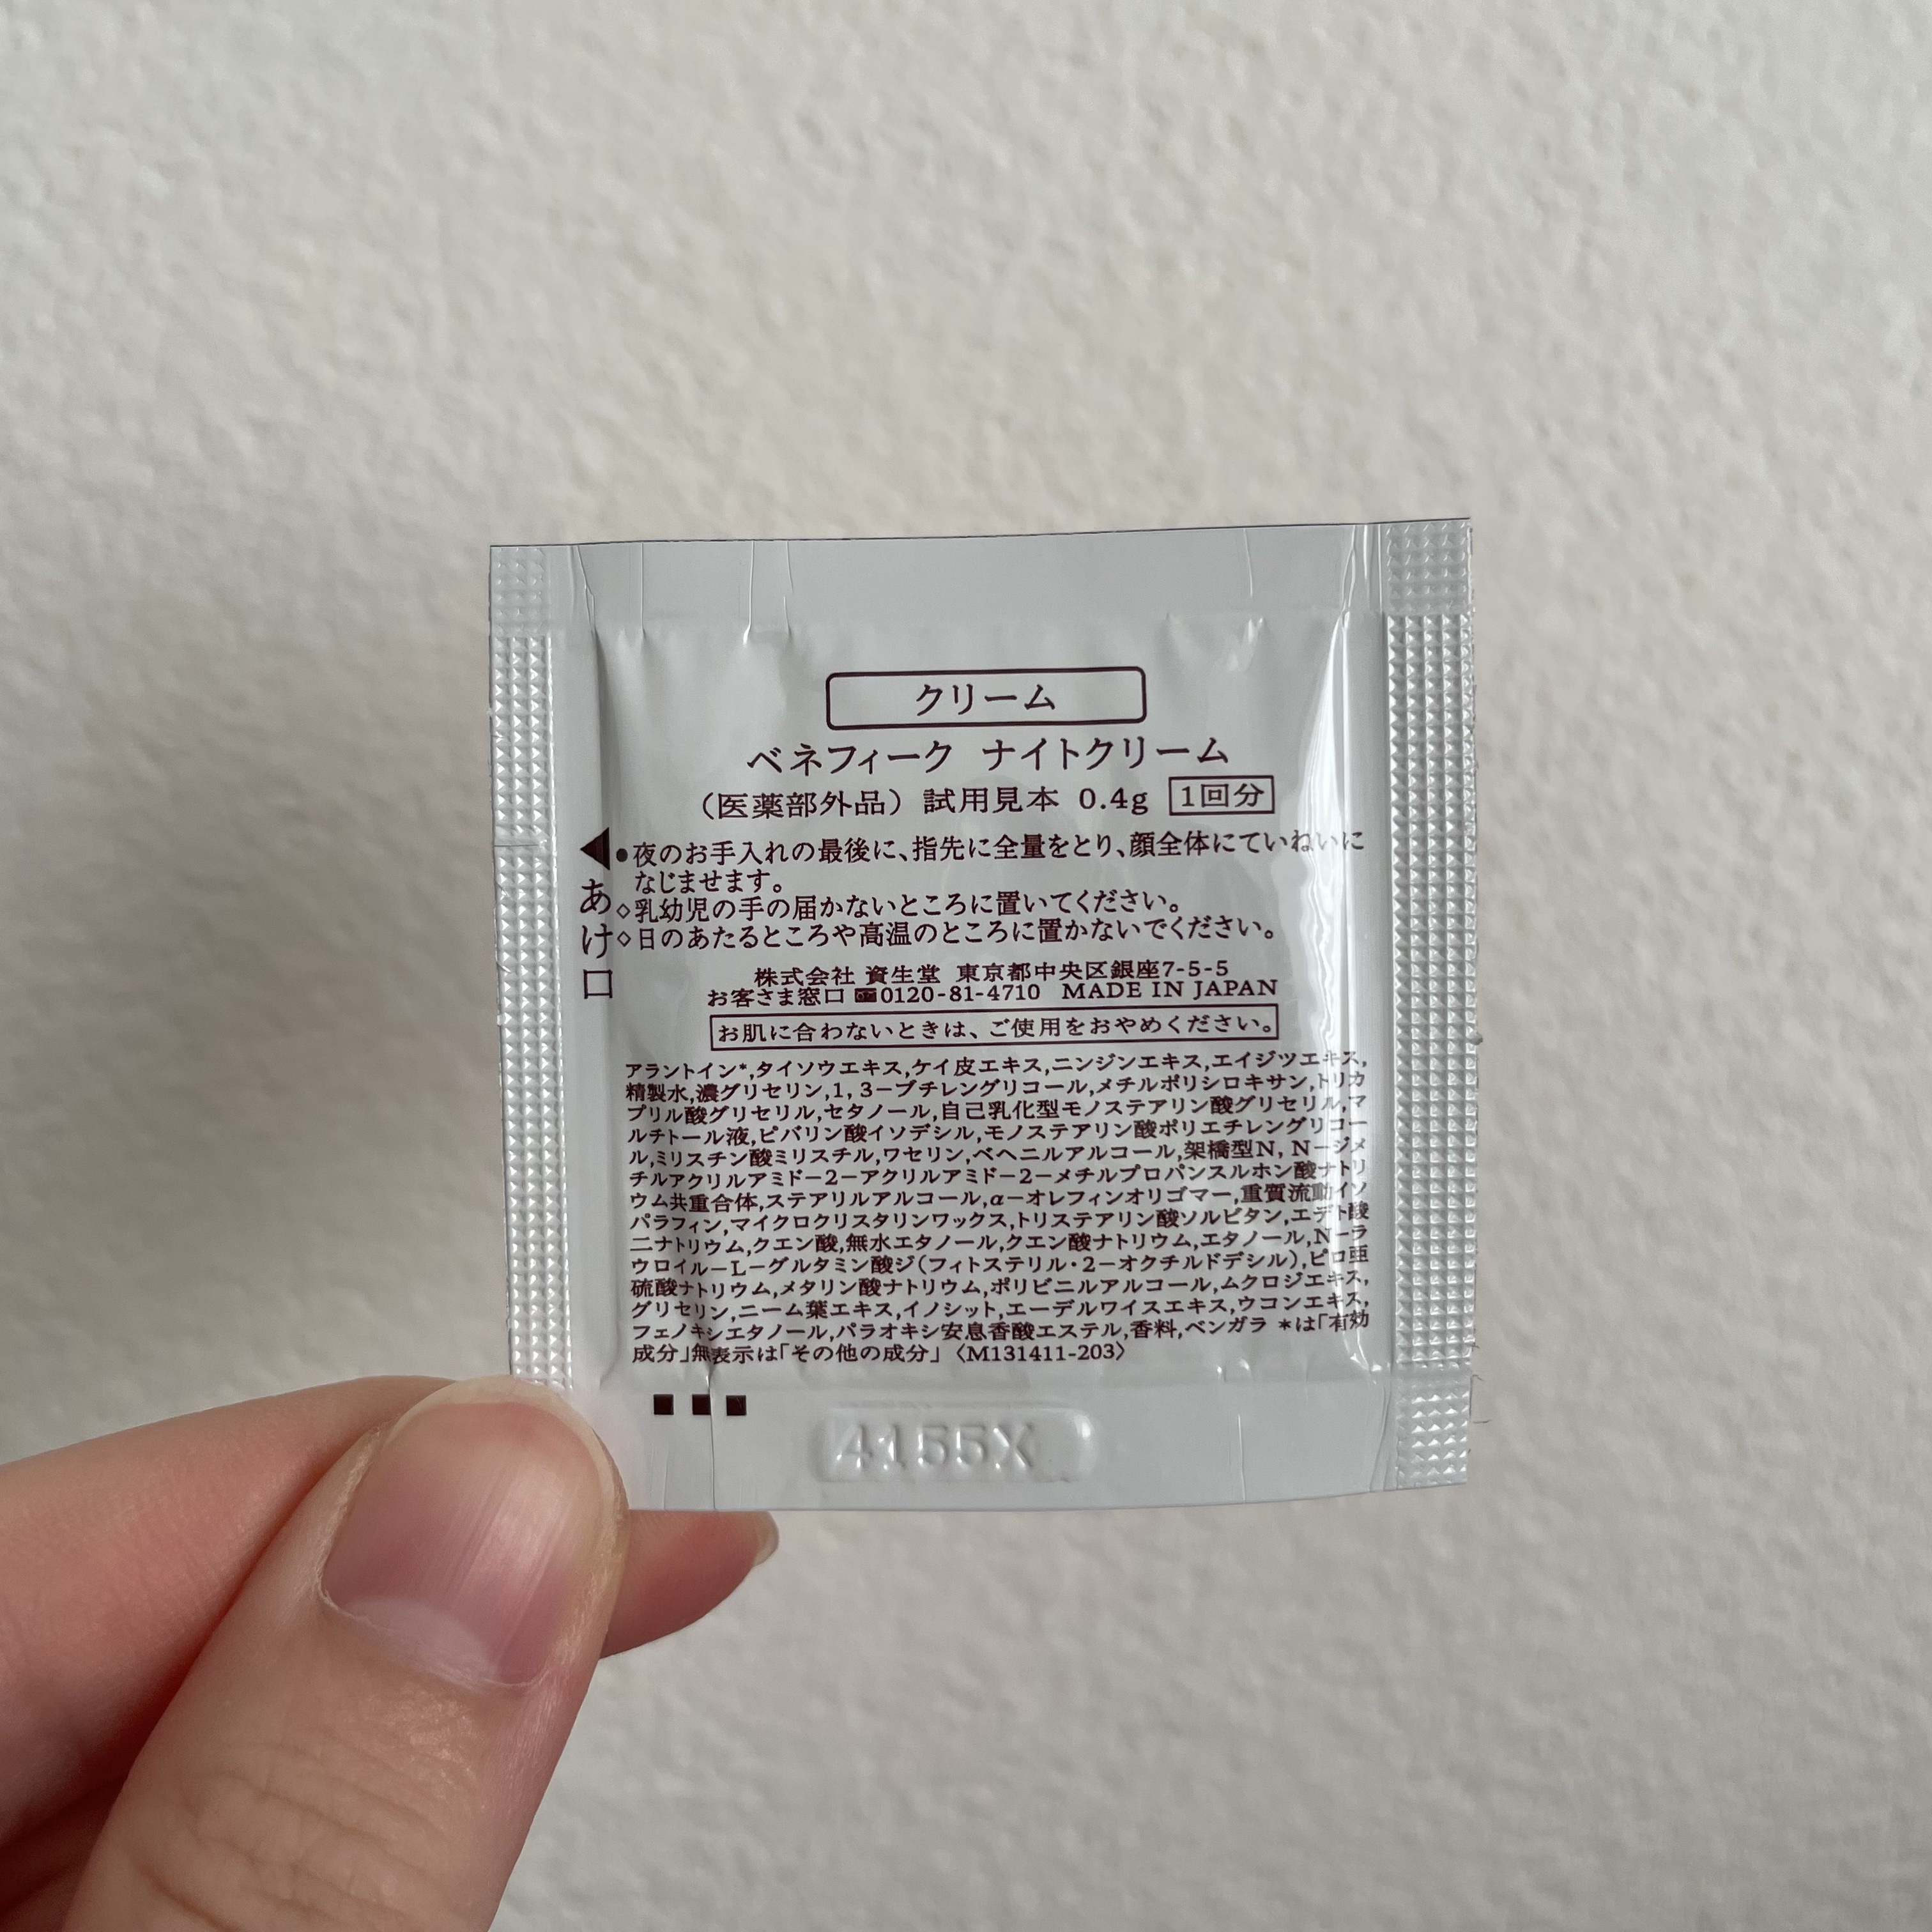 クリーム
ベネフィーク ナイトクリーム
（医薬部外品）試用見本 0.4g 1回分
◀あけ口
●夜のお手入れの最後に、指先に全量をとり、顔全体にていねいに
なじませます。
◇乳幼児の手の届かないところに置いてください。
◇日のあたるところや高温のところに置かないでください。
株式会社 資生堂 東京都中央区銀座7-5-5
お客さま窓口 ☎0120-81-4710 MADE IN JAPAN
お肌に合わないときは、ご使用をおやめください。
アラントイン*,タイソウエキス,ケイ皮エキス,ニンジンエキス,エイジツエキス,
精製水,濃グリセリン,1, 3－ブチレングリコール,メチルポリシロキサン,トリカ
プリル酸グリセリル,セタノール,自己乳化型モノステアリン酸グリセリル,マ
ルチトール液,ピバリン酸イソデシル,モノステアリン酸ポリエチレングリコー
ル,ミリスチン酸ミリスチル,ワセリン,ベヘニルアルコール,架橋型N, N－ジメ
チルアクリルアミド－2－アクリルアミド－2－メチルプロパンスルホン酸ナトリ
ウム共重合体,ステアリルアルコール,α－オレフィンオリゴマー,重質流動イソ
パラフィン,マイクロクリスタリンワックス,トリステアリン酸ソルビタン,エデト酸
二ナトリウム,クエン酸,無水エタノール,クエン酸ナトリウム,エタノール,N－ラ
ウロイル－L－グルタミン酸ジ（フィトステリル・2－オクチルドデシル）,ピロ亜
硫酸ナトリウム,メタリン酸ナトリウム,ポリビニルアルコール,ムクロジエキス,
グリセリン,ニーム葉エキス,イノシット,エーデルワイスエキス,ウコンエキス,
フェノキシエタノール,パラオキシ安息香酸エステル,香料,ベンガラ *は「有効
成分」無表示は「その他の成分」〈M131411-203〉
4155X